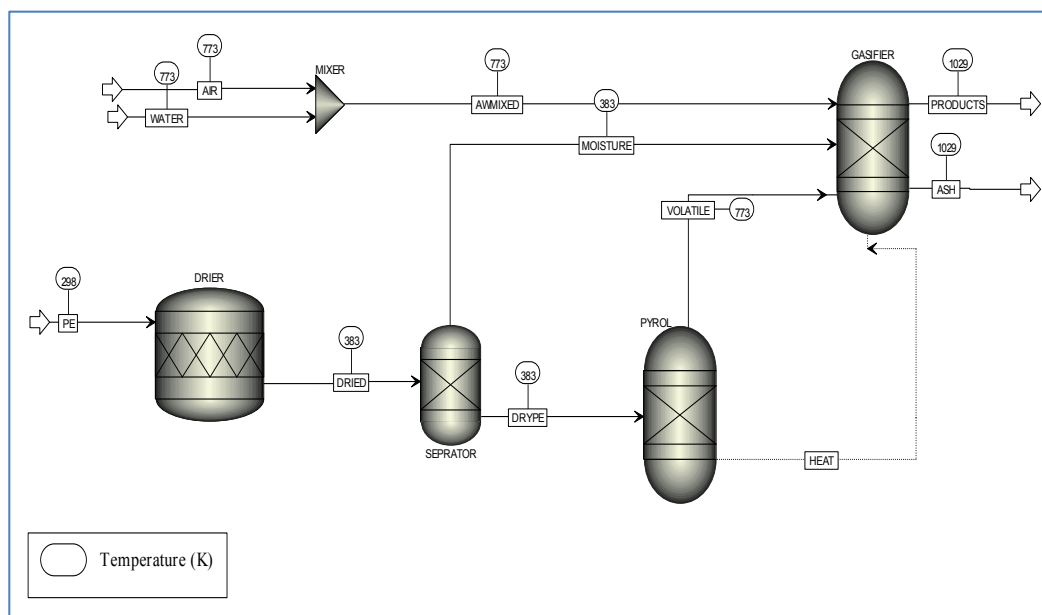 773
AIR
773
WATER
MIXER
773
AWMIXED
383
MOISTURE
GASIFIER
1029
PRODUCTS
1029
ASH
VOLATILE
773
298
PE
DRIER
383
DRIED
SEPRATOR
383
DRYPE
PYROL
HEAT
Temperature (K)